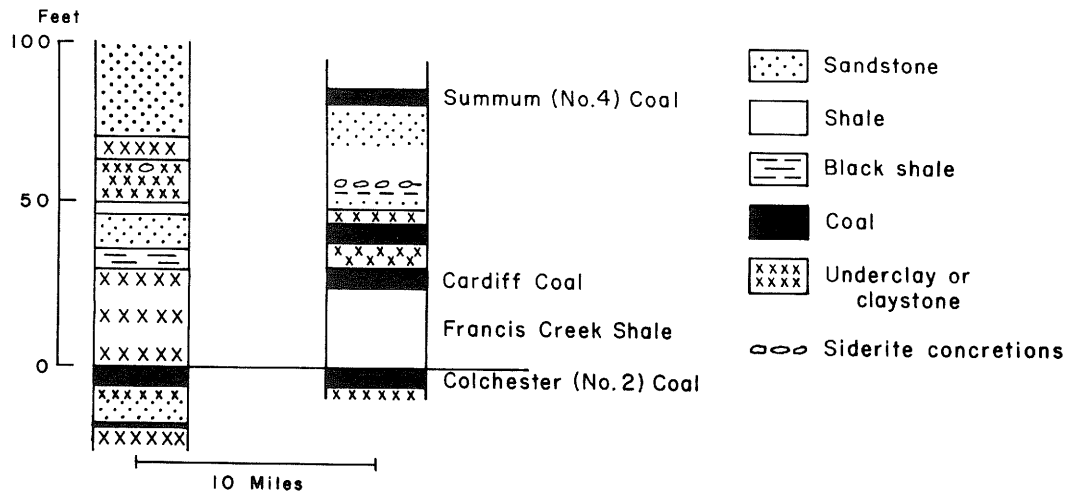 Feet
100
50
0
Summum (No.4) Coal
Cardiff Coal
Francis Creek Shale
Colchester (No.2) Coal
10 Miles
Sandstone
Shale
Black shale
Coal
Underclay or
claystone
Siderite concretions